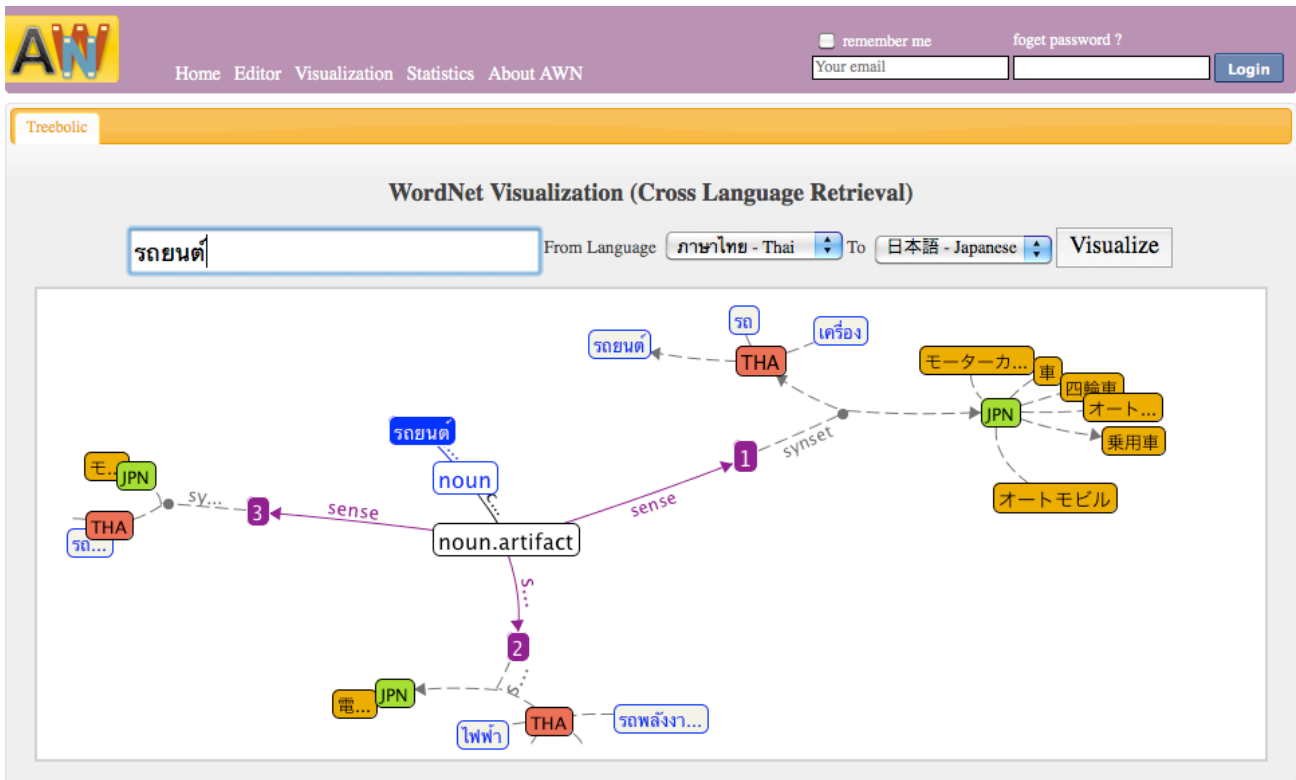 AWN
remember me
foget password ?
Home Editor Visualization Statistics About AWN
Your email
Login
Treebolic
WordNet Visualization (Cross Language Retrieval)
รถยนต์
From Language
ภาษาไทย - Thai
To
日本語 - Japanese
Visualize
รถ
เครื่อง
รถยนต์
THA
モーターカ...
車
四輪車
オート...
JPN
乗用車
オートモビル
synset
1
sense
รถยนต์
...
noun
c...
noun.artifact
モ...
JPN
sy...
3
sense
THA
รถ...
s...
2
s...
JPN
電...
THA
ไฟฟ้า
รถพลังงา...